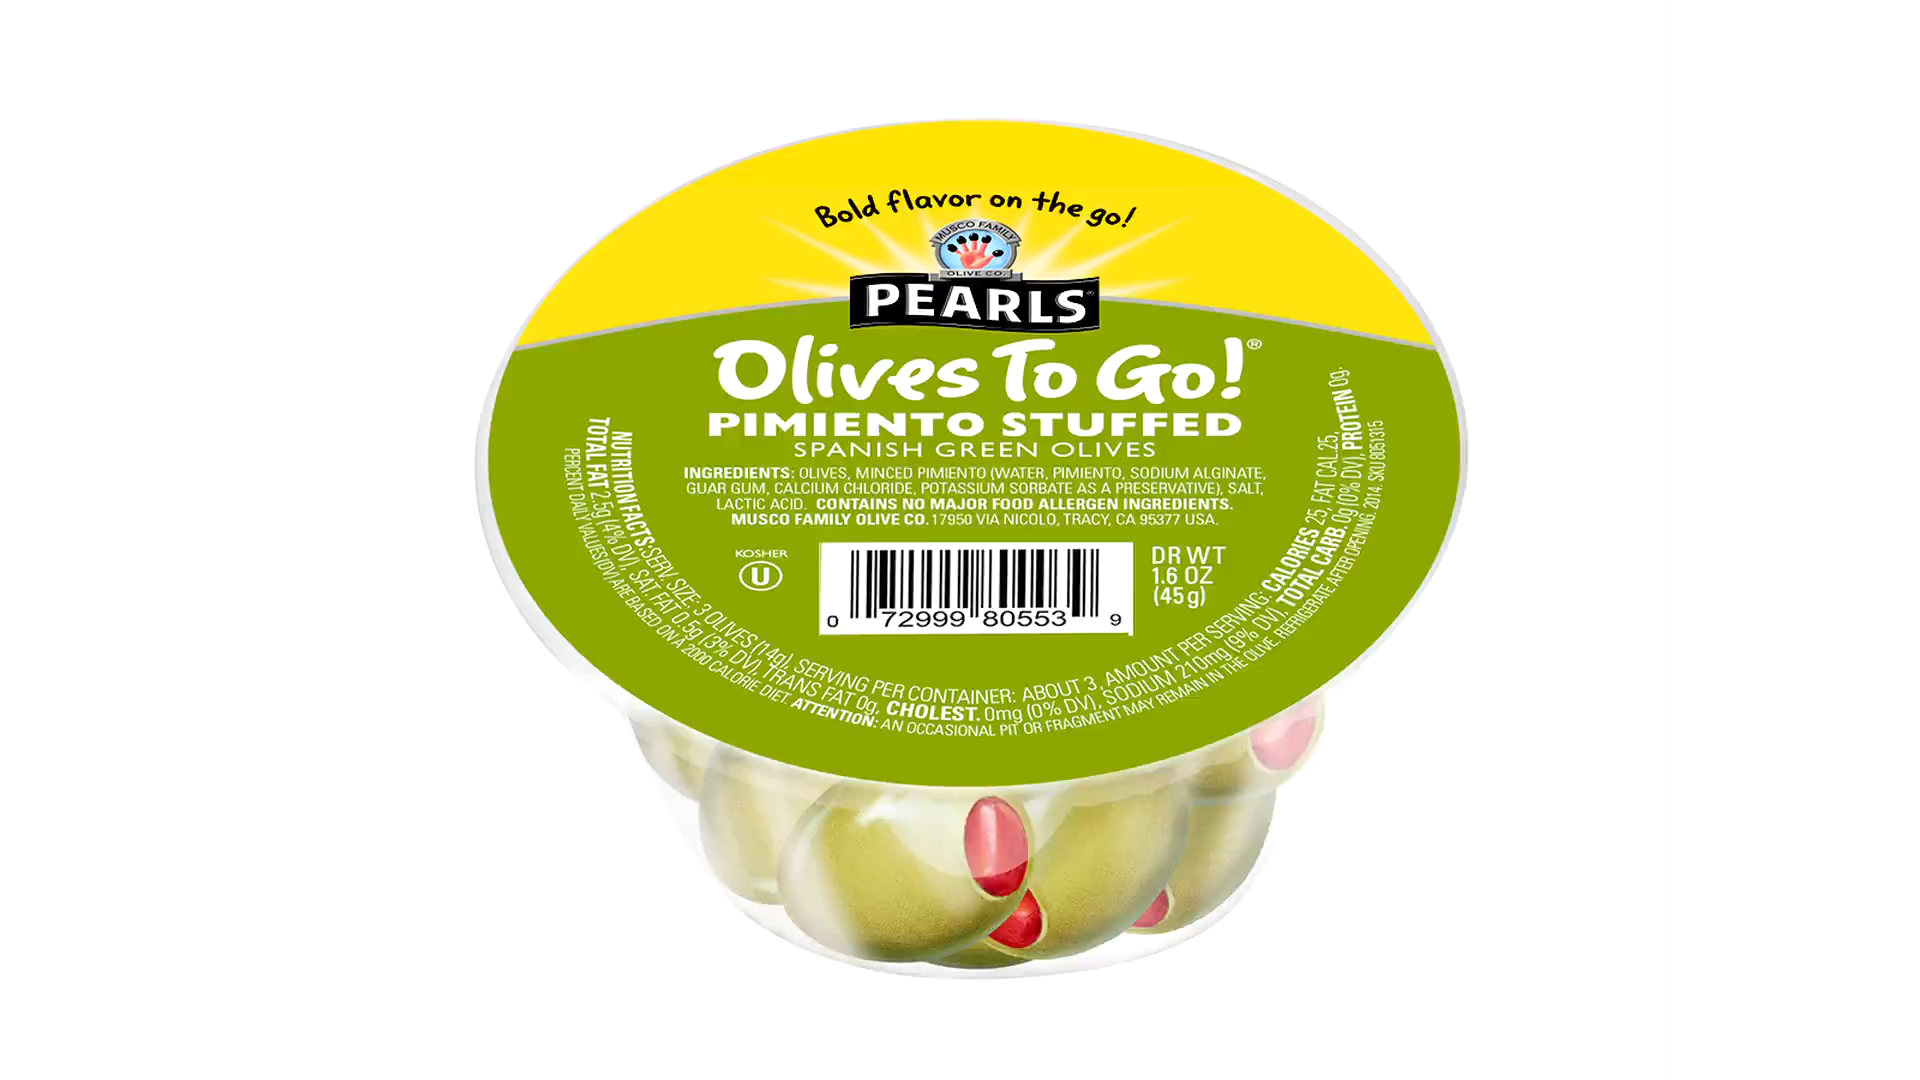 Bold flavor on the go!
MUSCO FAMILY
OLIVE CO.
PEARLS®
Olives To Go!®
PIMIENTO STUFFED
SPANISH GREEN OLIVES
INGREDIENTS: OLIVES, MINCED PIMIENTO (WATER, PIMIENTO, SODIUM ALGINATE,
GUAR GUM, CALCIUM CHLORIDE, POTASSIUM SORBATE AS A PRESERVATIVE), SALT,
LACTIC ACID. CONTAINS NO MAJOR FOOD ALLERGEN INGREDIENTS.
MUSCO FAMILY OLIVE CO. 17950 VIA NICOLO, TRACY, CA 95377 USA.
KOSHER
U
0 72999 80553 9
DR WT
1.6 OZ
(45 g)
NUTRITION FACTS: SERV. SIZE: 3 OLIVES (14g), SERVING PER CONTAINER: ABOUT 3, AMOUNT PER SERVING: CALORIES 25, FAT CAL.25,
TOTAL FAT 2.5g (4% DV), SAT. FAT 0.5g (3% DV), TRANS FAT 0g, CHOLEST. 0mg (0% DV), SODIUM 210mg (9% DV), TOTAL CARB. 0g (0% DV), PROTEIN 0g.
PERCENT DAILY VALUES (DV) ARE BASED ON A 2000 CALORIE DIET. ATTENTION: AN OCCASIONAL PIT OR FRAGMENT MAY REMAIN IN THE OLIVE. REFRIGERATE AFTER OPENING. 2014. SKU 8051315